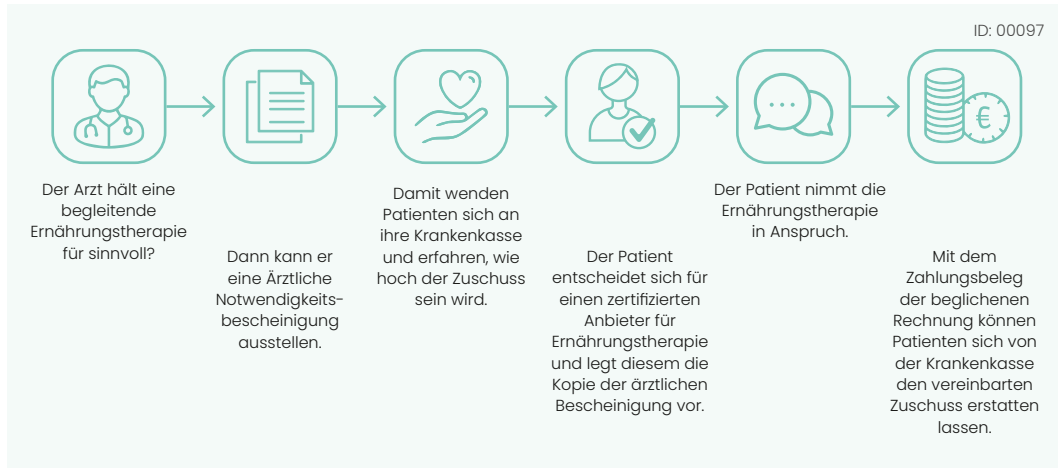 ID: 00097
Der Arzt hält eine
begleitende
Ernährungstherapie
für sinnvoll?
Dann kann er
eine Ärztliche
Notwendigkeits-
bescheinigung
ausstellen.
Damit wenden
Patienten sich an
ihre Krankenkasse
und erfahren, wie
hoch der Zuschuss
sein wird.
Der Patient
entscheidet sich für
einen zertifizierten
Anbieter für
Ernährungstherapie
und legt diesem die
Kopie der ärztlichen
Bescheinigung vor.
Der Patient nimmt die
Ernährungstherapie
in Anspruch.
€
Mit dem
Zahlungsbeleg
der beglichenen
Rechnung können
Patienten sich von
der Krankenkasse
den vereinbarten
Zuschuss erstatten
lassen.